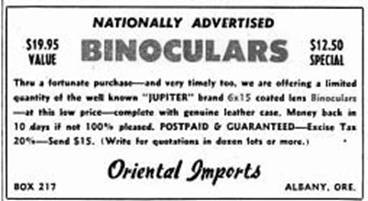 NATIONALLY ADVERTISED
$19.95 VALUE
BINOCULARS
$12.50 SPECIAL
Thru a fortunate purchase—and very timely too, we are offering a limited
quantity of the well known "JUPITER" brand 6x15 coated lens Binoculars
—at this low price—complete with genuine leather case. Money back in
10 days if not 100% pleased. POSTPAID & GUARANTEED—Excise Tax
20%—Send $15. (Write for quotations in dozen lots or more.)
Oriental Imports
BOX 217 ALBANY, ORE.